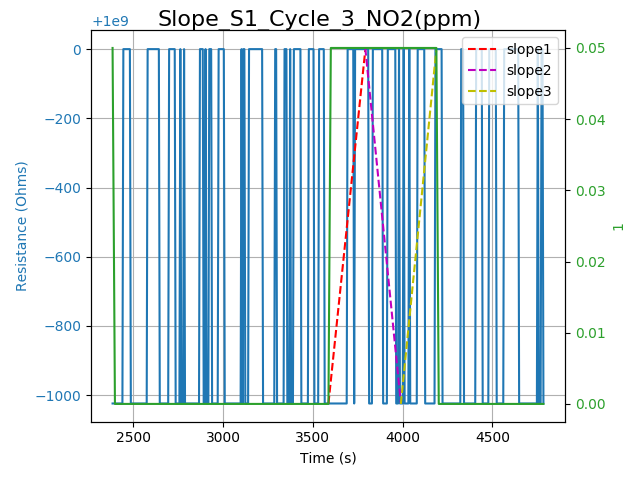 Slope_S1_Cycle_3_NO2(ppm)
+1e9
slope1
slope2
slope3
0
−200
−400
−600
−800
−1000
Resistance (Ohms)
0.05
0.04
0.03
0.02
0.01
0.00
1
2500 3000 3500 4000 4500
Time (s)